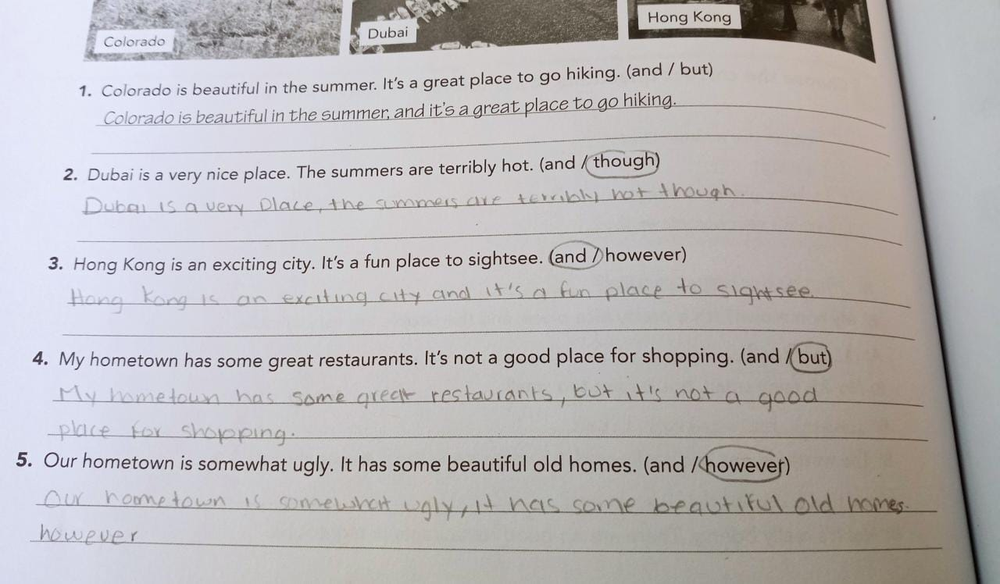 Colorado
Dubai
Hong Kong
1. Colorado is beautiful in the summer. It's a great place to go hiking. (and / but)
Colorado is beautiful in the summer, and it's a great place to go hiking.
2. Dubai is a very nice place. The summers are terribly hot. (and / though)
Dubai is a very Place, the summers are terribly hot though.
3. Hong Kong is an exciting city. It's a fun place to sightsee. (and / however)
Hong Kong is an exciting city and it's a fun place to sightsee.
4. My hometown has some great restaurants. It's not a good place for shopping. (and / but)
My hometown has some great restaurants, but it's not a good
place for shopping.
5. Our hometown is somewhat ugly. It has some beautiful old homes. (and / however)
Our hometown is somewhat ugly, it has some beautiful old homes.
however